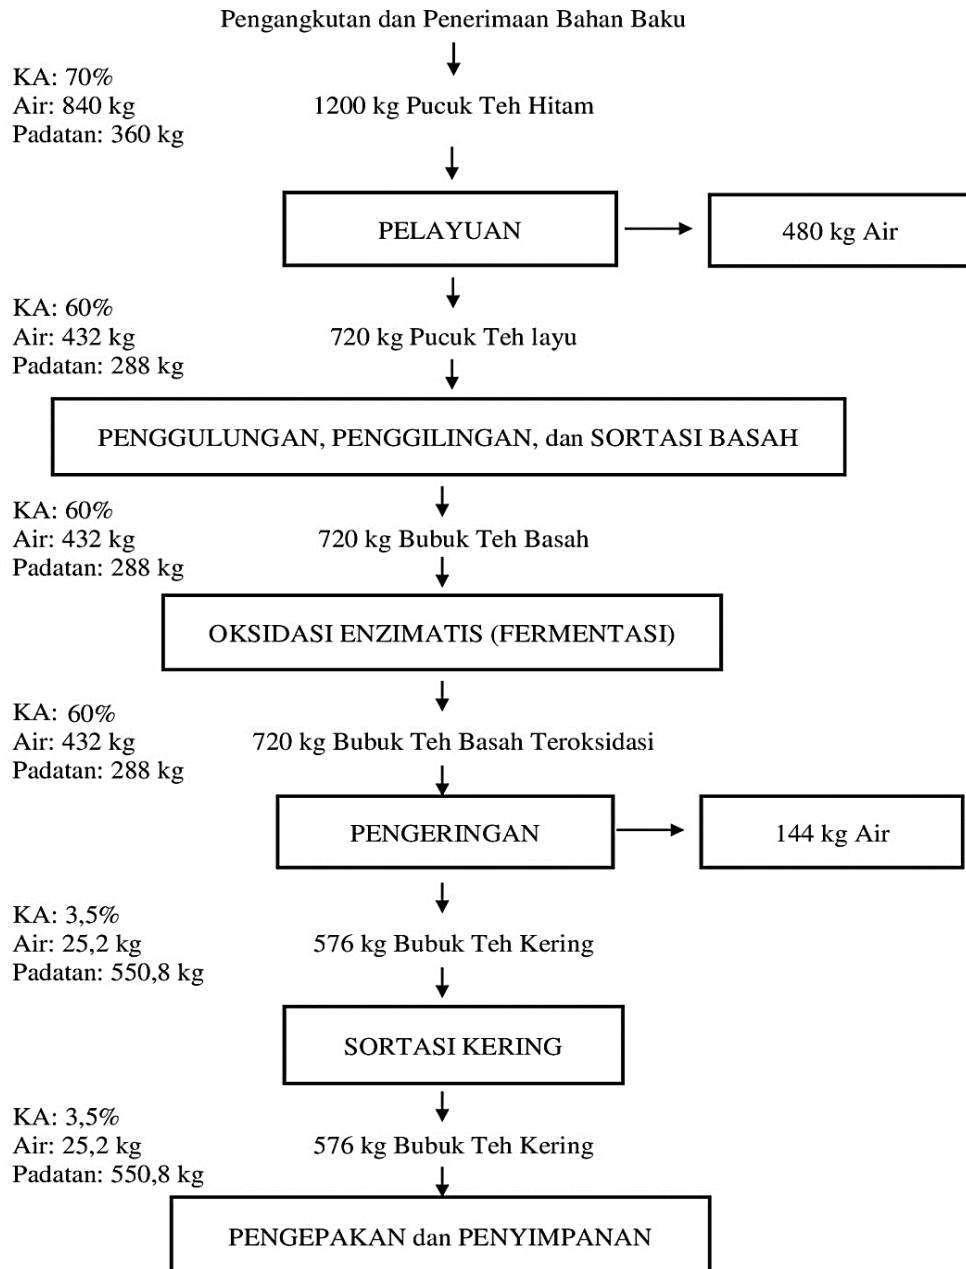 Pengangkutan dan Penerimaan Bahan Baku
KA: 70%
Air: 840 kg
1200 kg Pucuk Teh Hitam
Padatan: 360 kg
PELAYUAN
480 kg Air
KA: 60%
Air: 432 kg
720 kg Pucuk Teh layu
Padatan: 288 kg
PENGGULUNGAN, PENGGILINGAN, dan SORTASI BASAH
KA: 60%
Air: 432 kg
720 kg Bubuk Teh Basah
Padatan: 288 kg
OKSIDASI ENZIMATIS (FERMENTASI)
KA: 60%
Air: 432 kg
720 kg Bubuk Teh Basah Teroksidasi
Padatan: 288 kg
PENGERINGAN
144 kg Air
KA: 3,5%
Air: 25,2 kg
576 kg Bubuk Teh Kering
Padatan: 550,8 kg
SORTASI KERING
KA: 3,5%
Air: 25,2 kg
576 kg Bubuk Teh Kering
Padatan: 550,8 kg
PENGEPAKAN dan PENYIMPANAN